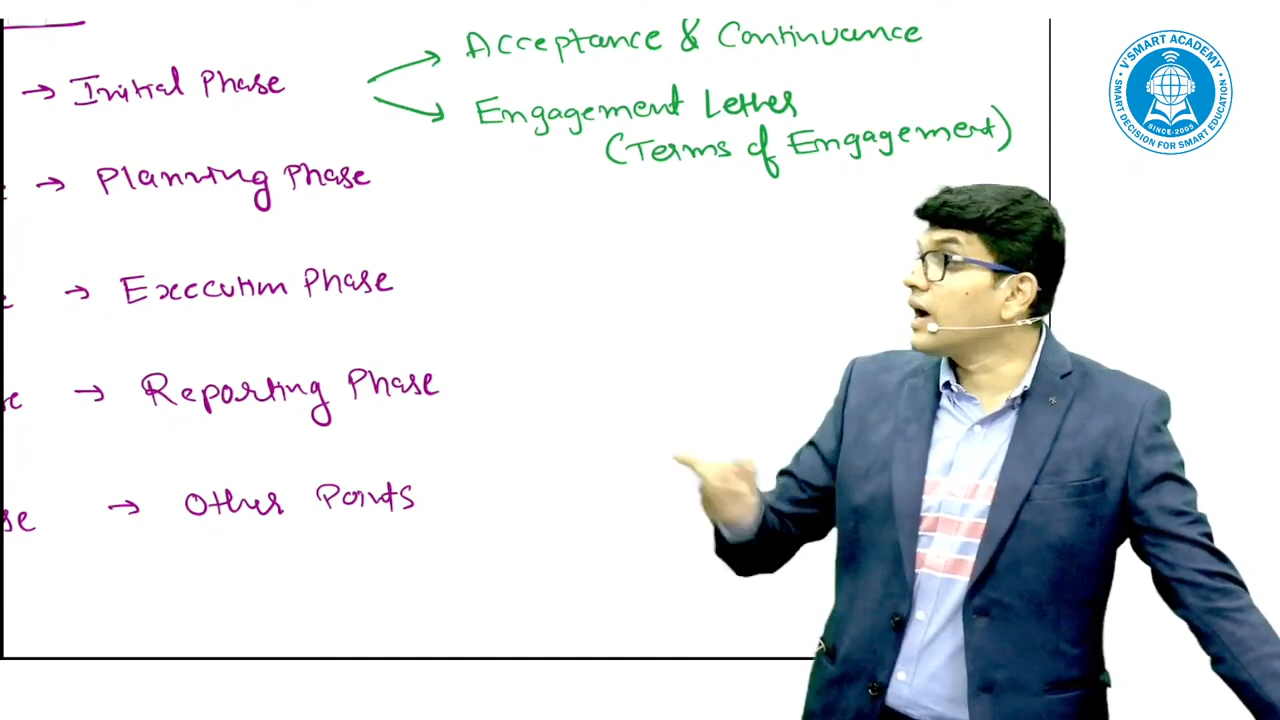 Acceptance & Continuance
→ Initial Phase
Engagement Letter
(Terms of Engagement)
→ Planning Phase
→ Execution Phase
→ Reporting Phase
→ Other Points
V'SMART ACADEMY
SINCE-2005
SMART DECISION FOR SMART EDUCATION